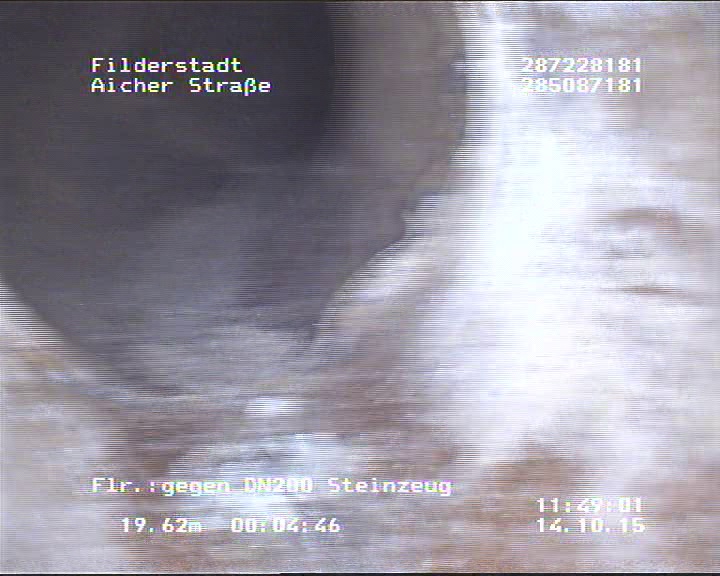 Filderstadt
Aicher Straße
287228181
285087181
Flr.:gegen DN200 Steinzeug
19.62m 00:04:46
11:49:01
14.10.15